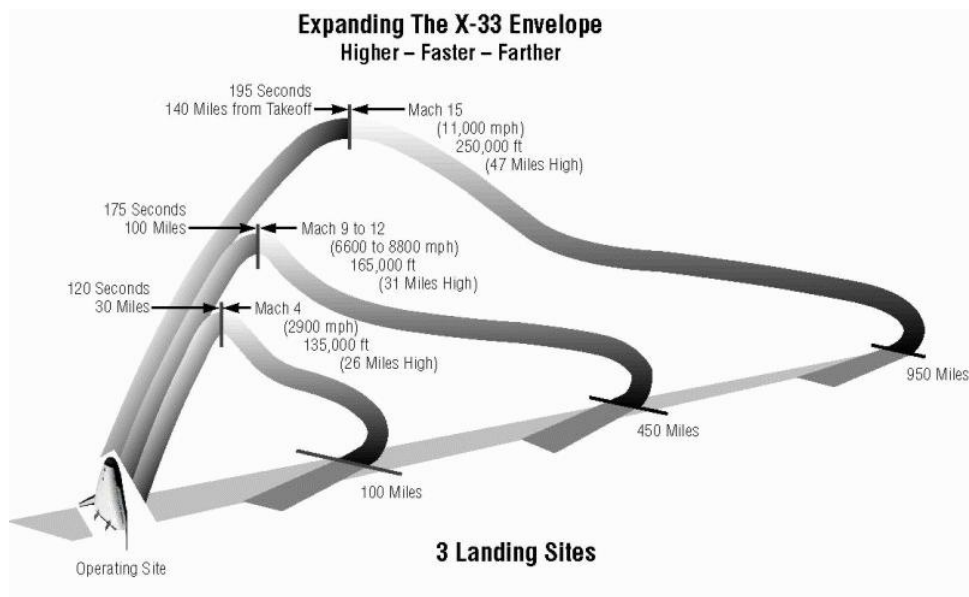 Expanding The X-33 Envelope
Higher – Faster – Farther
195 Seconds
140 Miles from Takeoff
Mach 15
(11,000 mph)
250,000 ft
(47 Miles High)
175 Seconds
100 Miles
Mach 9 to 12
(6600 to 8800 mph)
165,000 ft
(31 Miles High)
120 Seconds
30 Miles
Mach 4
(2900 mph)
135,000 ft
(26 Miles High)
950 Miles
450 Miles
100 Miles
3 Landing Sites
Operating Site